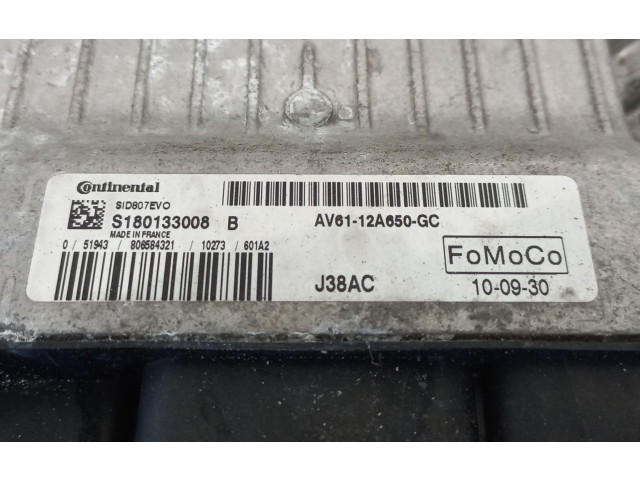 Continental
SID807EVO
S180133008 B
MADE IN FRANCE
0 / 51943 / 806584321 / 10273 / 601A2
AV61-12A650-GC
FoMoCo
J38AC
10-09-30